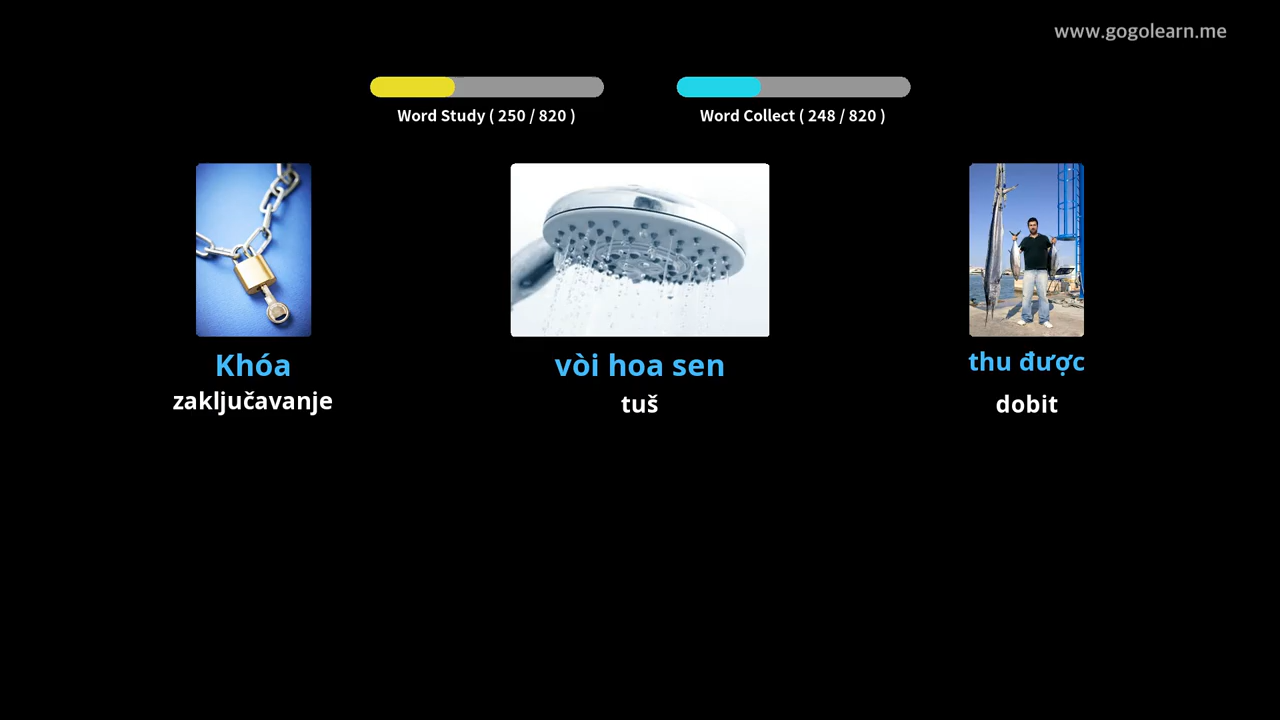 www.gogolearn.me
Word Study ( 250 / 820 )
Word Collect ( 248 / 820 )
Khóa
zaključavanje
vòi hoa sen
tuš
thu được
dobit